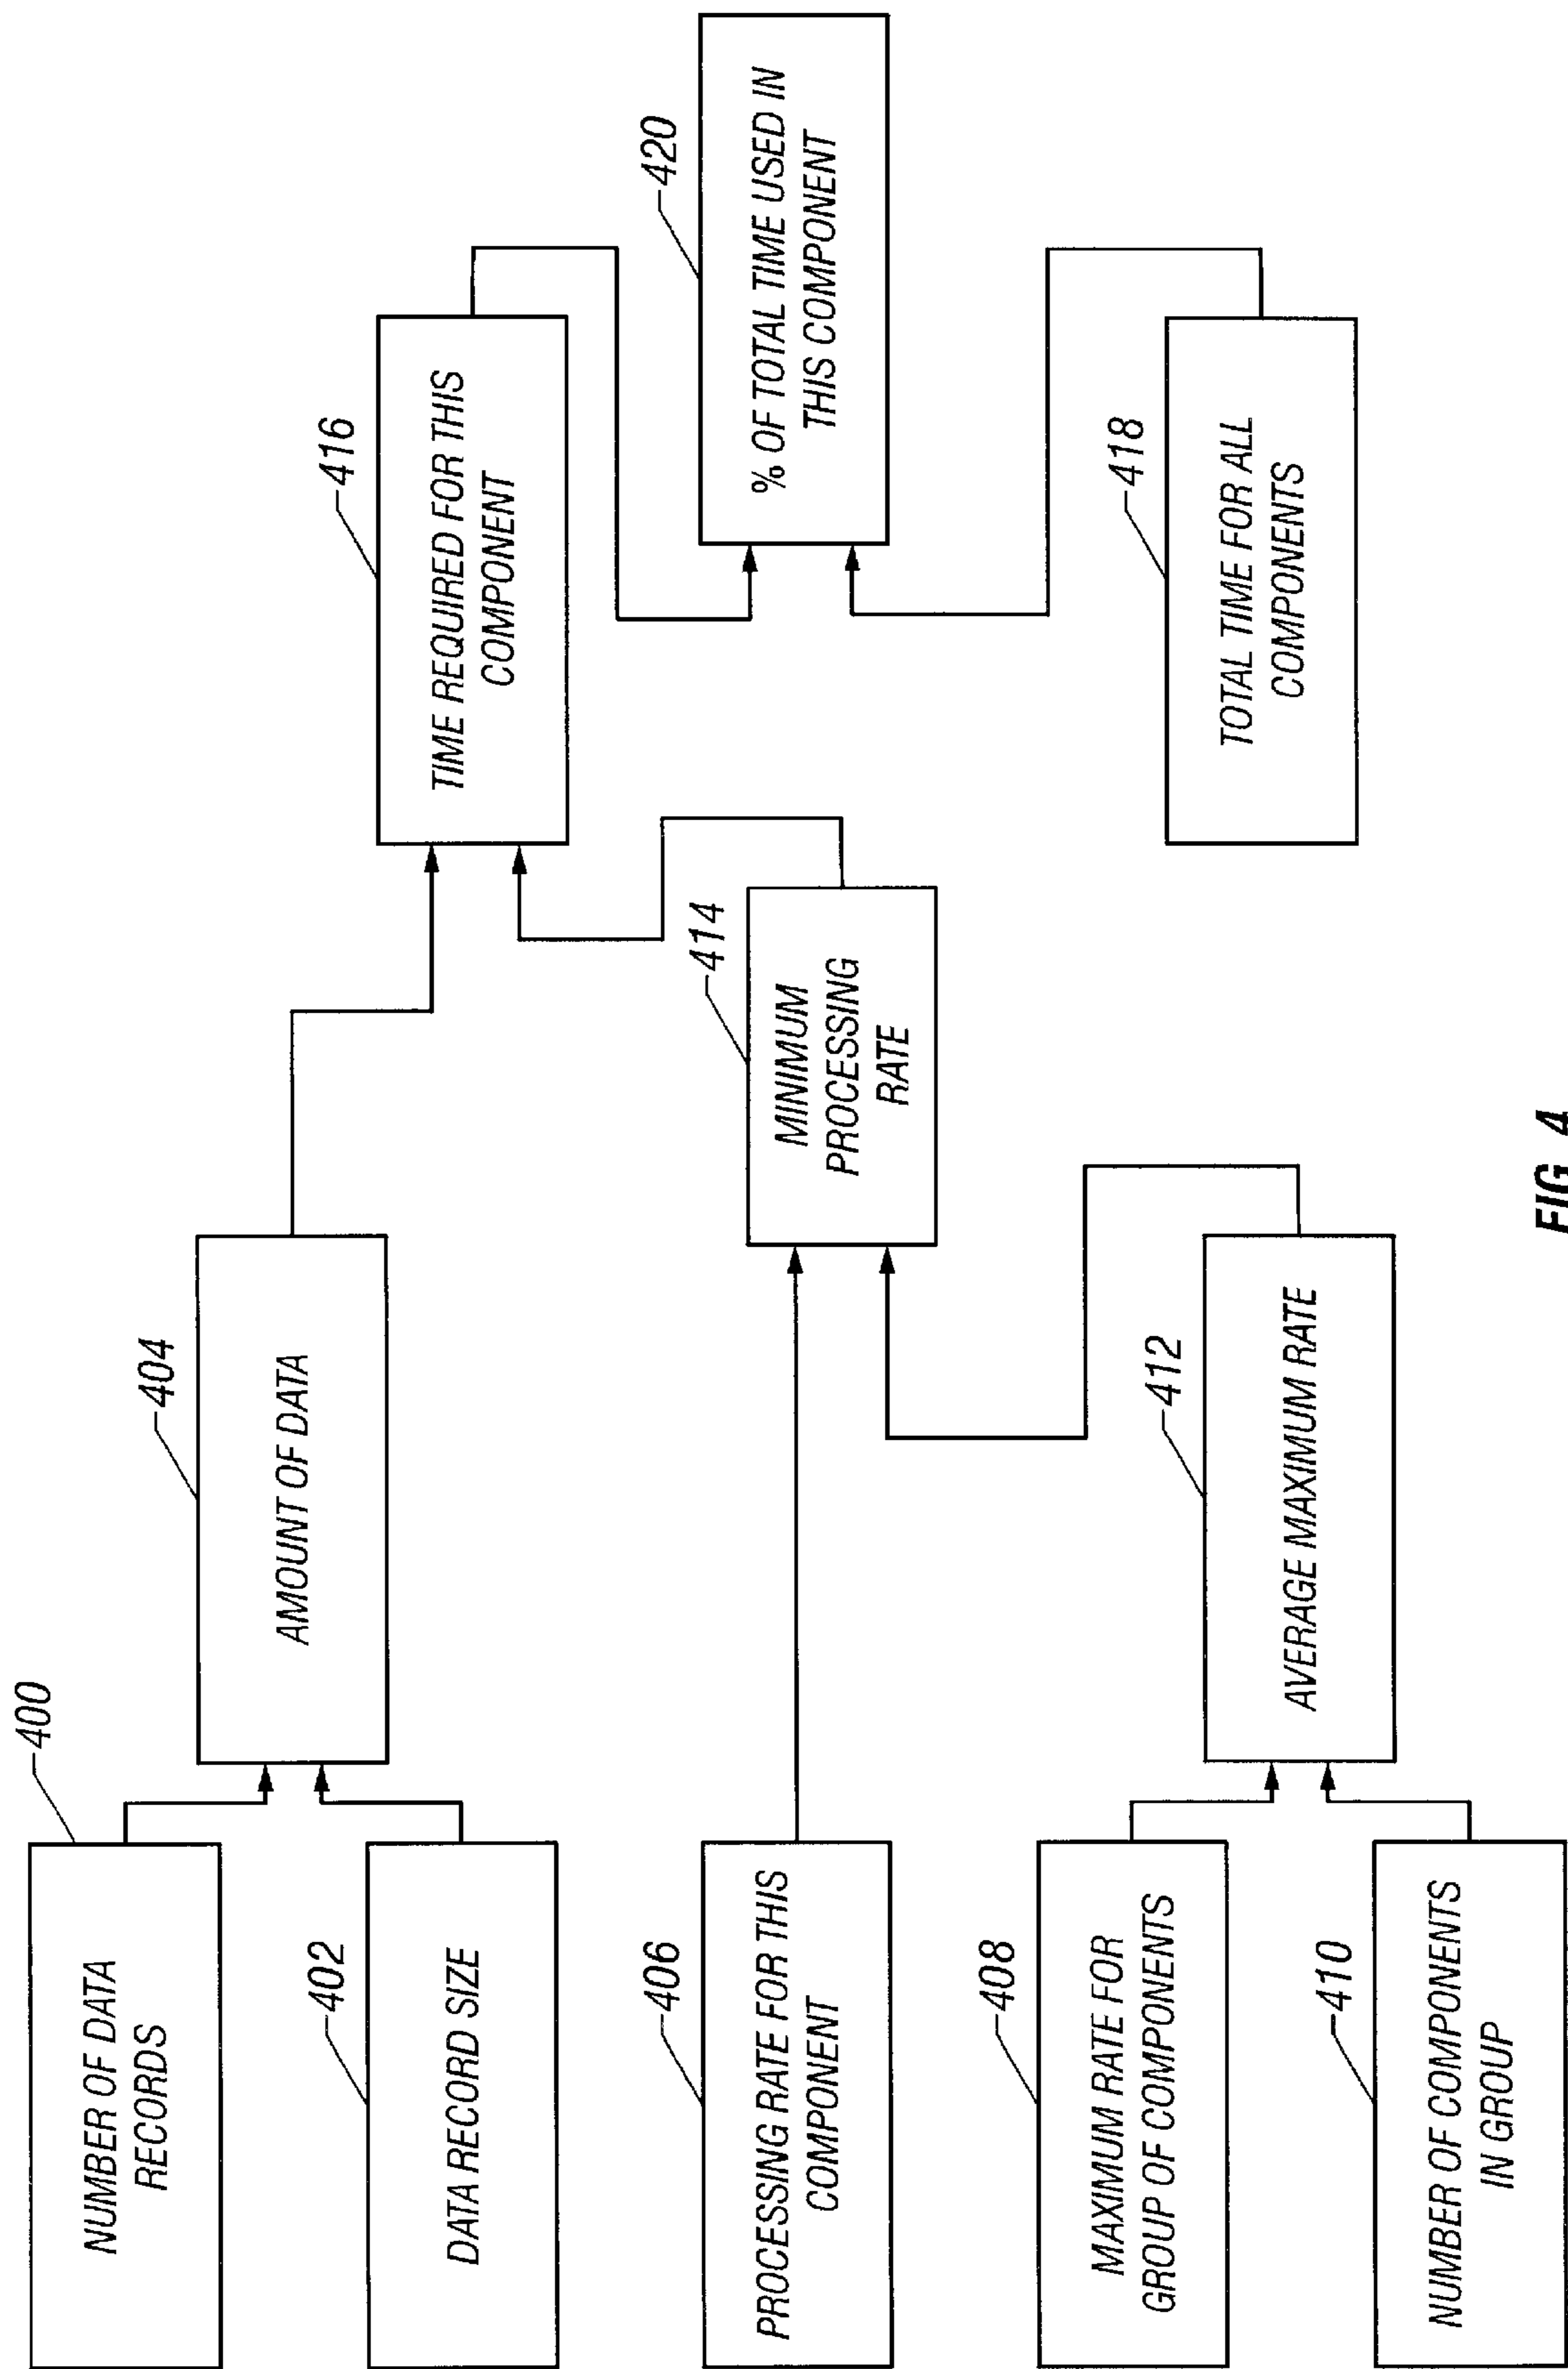 400
NUMBER OF DATA
RECORDS
402
DATA RECORD SIZE
404
AMOUNT OF DATA
406
PROCESSING RATE FOR THIS
COMPONENT
408
MAXIMUM RATE FOR
GROUP OF COMPONENTS
410
NUMBER OF COMPONENTS
IN GROUP
412
AVERAGE MAXIMUM RATE
414
MINIMUM
PROCESSING
RATE
416
TIME REQUIRED FOR THIS
COMPONENT
418
TOTAL TIME FOR ALL
COMPONENTS
420
% OF TOTAL TIME USED IN
THIS COMPONENT
FIG. 4